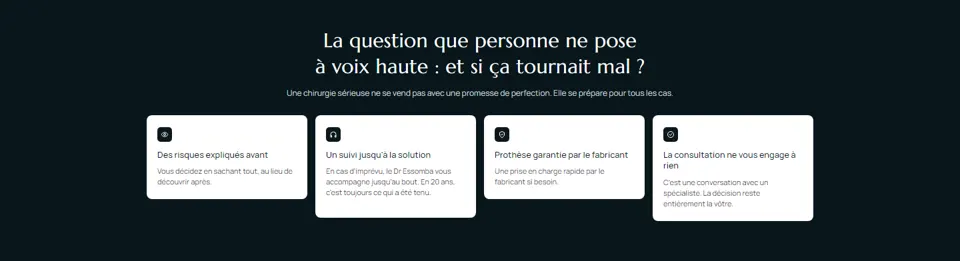 La question que personne ne pose
à voix haute : et si ça tournait mal ?
Une chirurgie sérieuse ne se vend pas avec une promesse de perfection. Elle se prépare pour tous les cas.
Des risques expliqués avant
Vous décidez en sachant tout, au lieu de
découvrir après.
Un suivi jusqu'à la solution
En cas d'imprévu, le Dr Essomba vous
accompagne jusqu'au bout. En 20 ans,
c'est toujours ce qui a été tenu.
Prothèse garantie par le fabricant
Une prise en charge rapide par le
fabricant si besoin.
La consultation ne vous engage à
rien
C'est une conversation avec un
spécialiste. La décision reste
entièrement la vôtre.